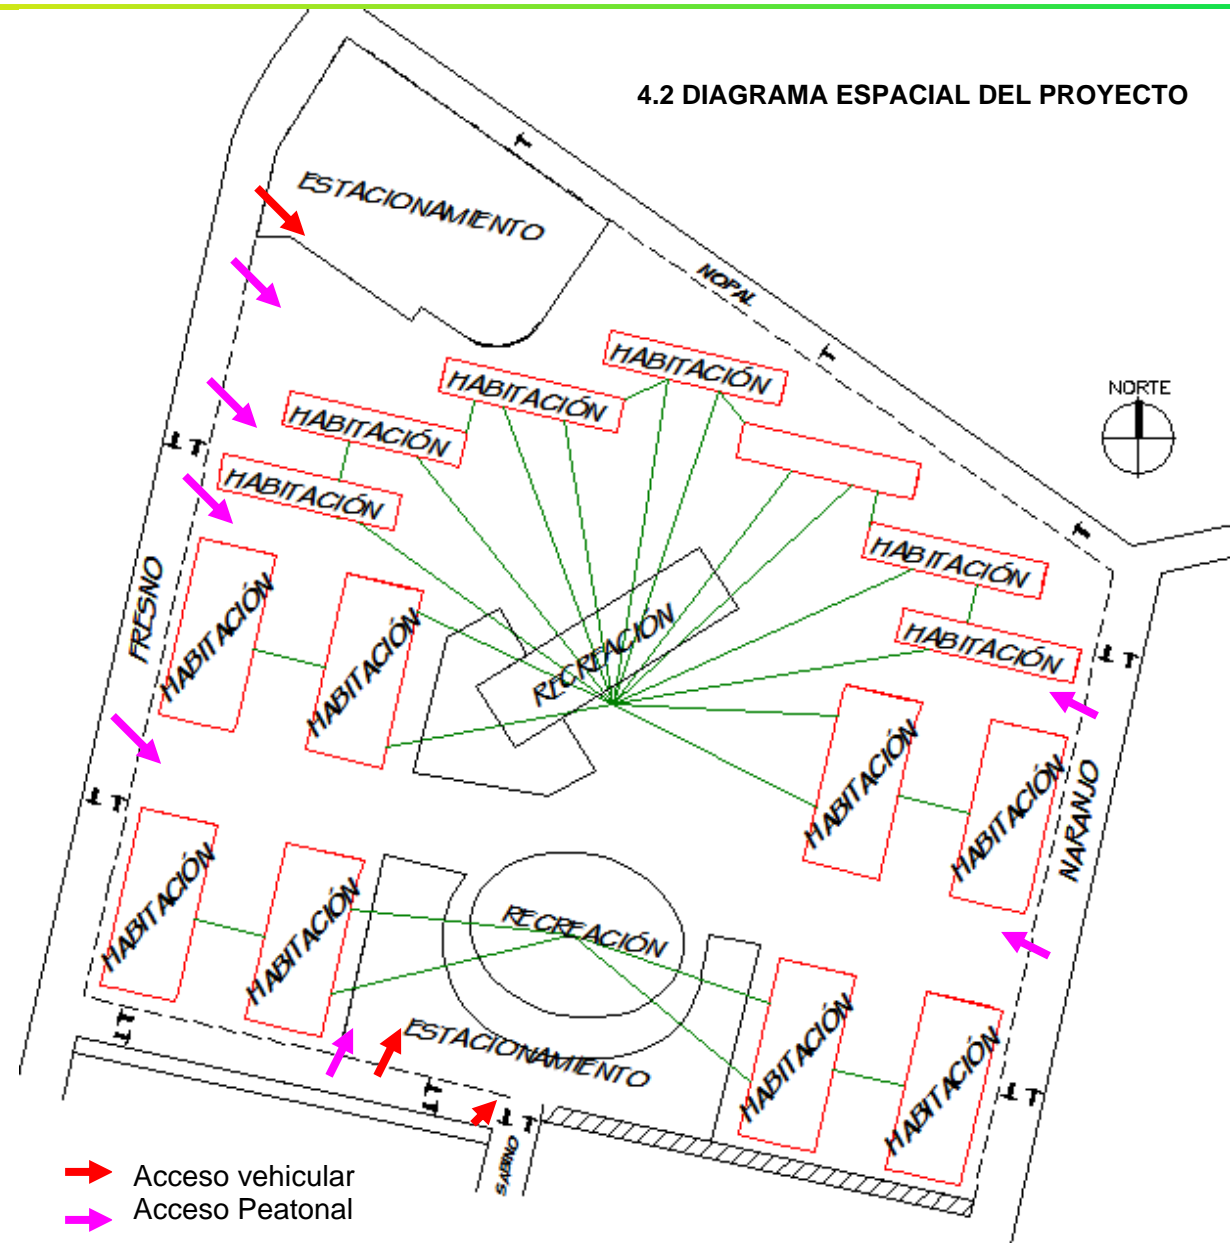 4.2 DIAGRAMA ESPACIAL DEL PROYECTO
ESTACIONAMIENTO
NOPAL
HABITACIÓN
HABITACIÓN
NORTE
HABITACIÓN
HABITACIÓN
HABITACIÓN
HABITACIÓN
FRESNO
HABITACIÓN
HABITACIÓN
RECREACIÓN
HABITACIÓN
HABITACIÓN
NARANJO
HABITACIÓN
HABITACIÓN
RECREACIÓN
HABITACIÓN
ESTACIONAMIENTO
HABITACIÓN
HABITACIÓN
SABINO
Acceso vehicular
Acceso Peatonal